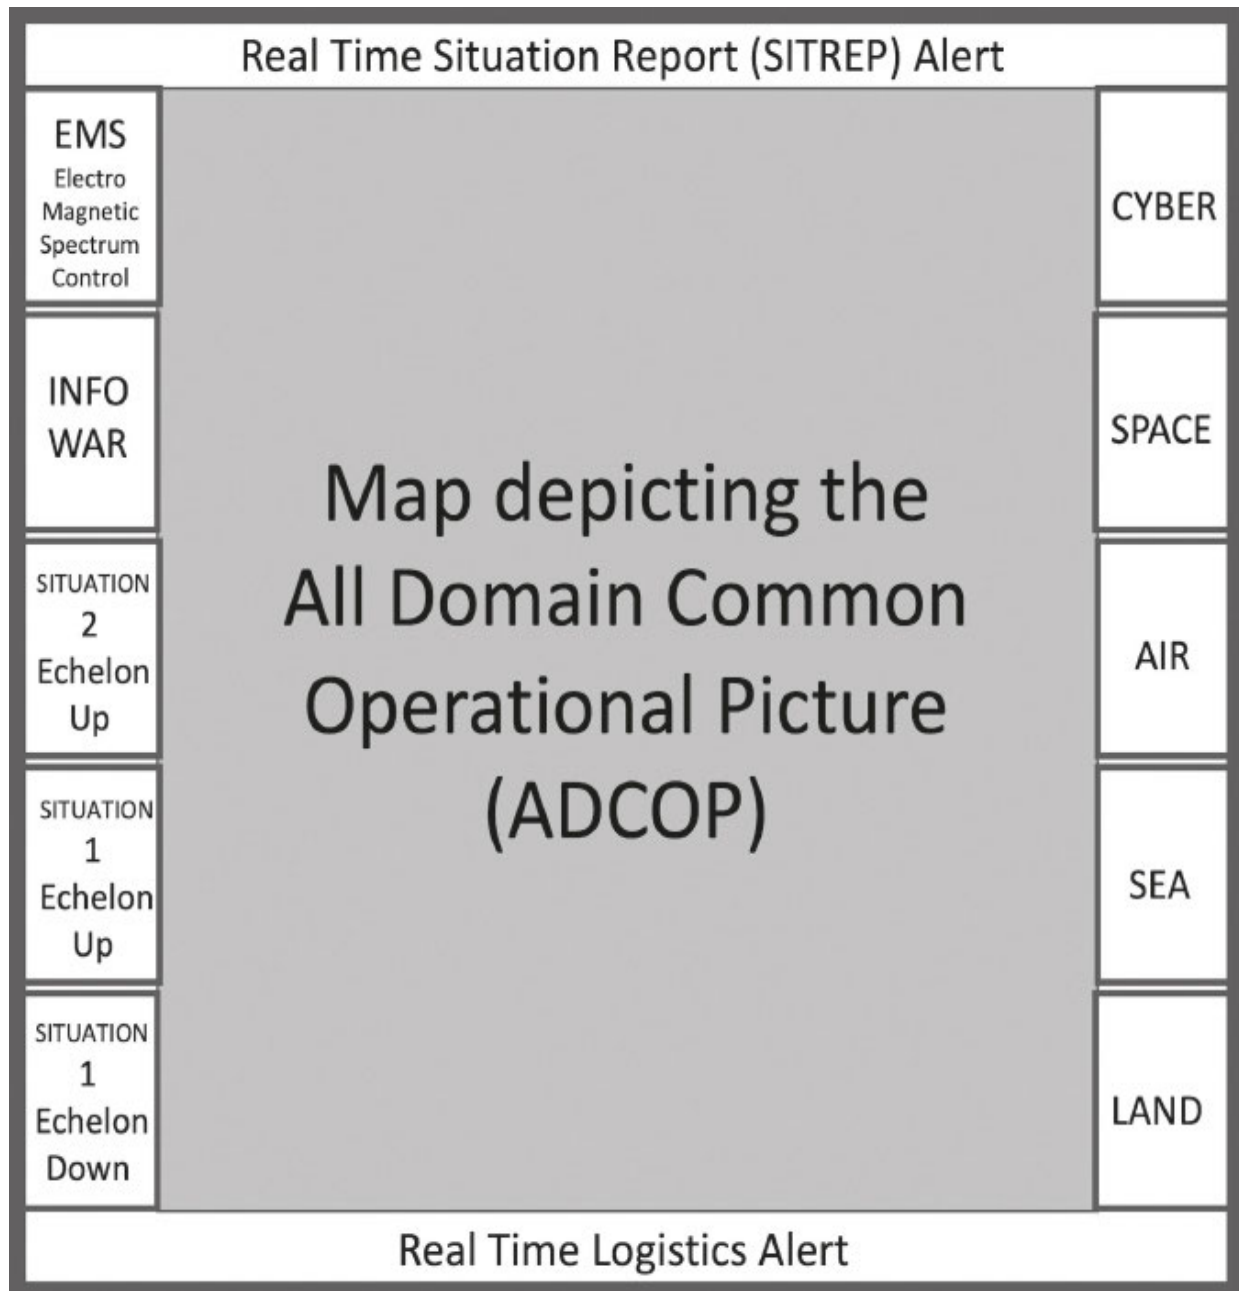 Real Time Situation Report (SITREP) Alert
EMS
Electro
Magnetic
Spectrum
Control
INFO
WAR
SITUATION
2
Echelon
Up
SITUATION
1
Echelon
Up
SITUATION
1
Echelon
Down
Map depicting the
All Domain Common
Operational Picture
(ADCOP)
CYBER
SPACE
AIR
SEA
LAND
Real Time Logistics Alert